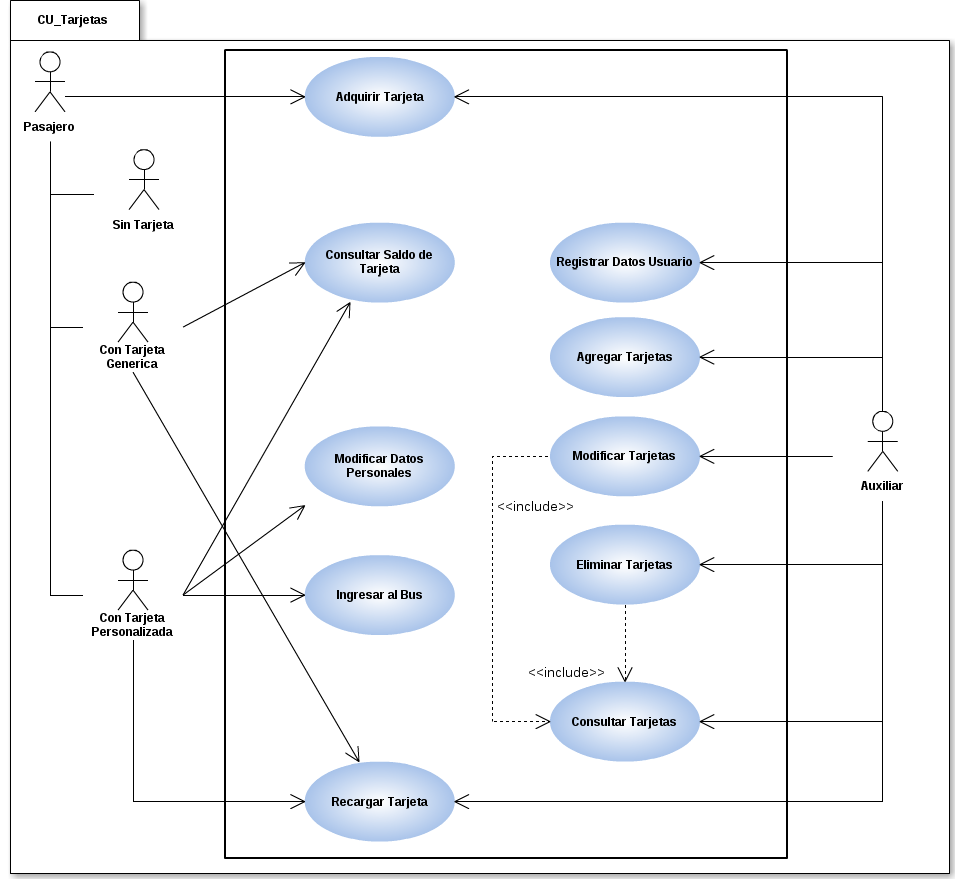 CU_Tarjetas
Pasajero
Adquirir Tarjeta
Sin Tarjeta
Consultar Saldo de
Tarjeta
Registrar Datos Usuario
Con Tarjeta
Generica
Agregar Tarjetas
Modificar Datos
Personales
Modificar Tarjetas
Auxiliar
<<include>>
Eliminar Tarjetas
Ingresar al Bus
Con Tarjeta
Personalizada
<<include>>
Consultar Tarjetas
Recargar Tarjeta